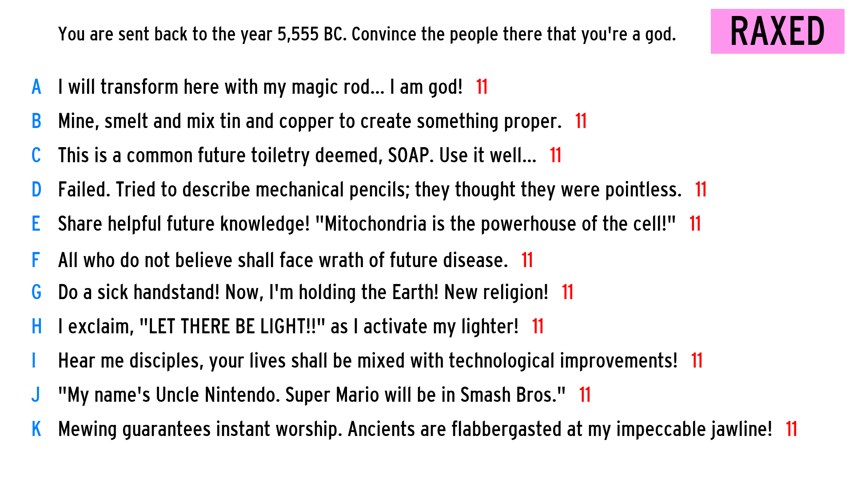 You are sent back to the year 5,555 BC. Convince the people there that you're a god.
RAXED
A I will transform here with my magic rod... I am god! 11
B Mine, smelt and mix tin and copper to create something proper. 11
C This is a common future toiletry deemed, SOAP. Use it well... 11
D Failed. Tried to describe mechanical pencils; they thought they were pointless. 11
E Share helpful future knowledge! "Mitochondria is the powerhouse of the cell!" 11
F All who do not believe shall face wrath of future disease. 11
G Do a sick handstand! Now, I'm holding the Earth! New religion! 11
H I exclaim, "LET THERE BE LIGHT!!" as I activate my lighter! 11
I Hear me disciples, your lives shall be mixed with technological improvements! 11
J "My name's Uncle Nintendo. Super Mario will be in Smash Bros." 11
K Mewing guarantees instant worship. Ancients are flabbergasted at my impeccable jawline! 11